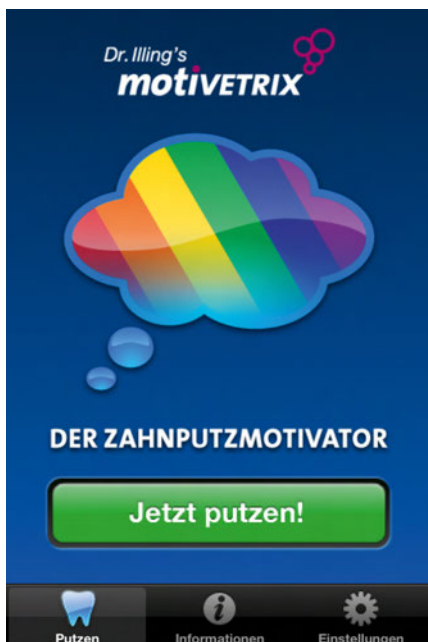 Dr. Illing's
motivetrix
DER ZAHNPUTZMOTIVATOR
Jetzt putzen!
Putzen Informationen Einstellungen